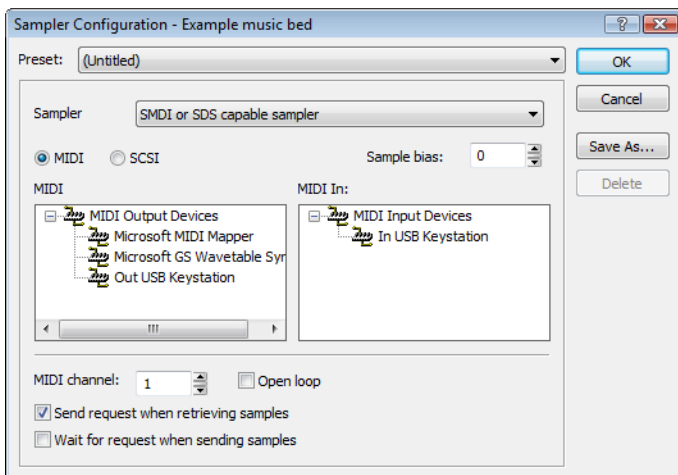 Sampler Configuration - Example music bed
Preset: (Untitled)
OK
Cancel
Save As...
Delete
Sampler SMDI or SDS capable sampler
MIDI SCSI Sample bias: 0
MIDI MIDI In:
MIDI Output Devices
Microsoft MIDI Mapper
Microsoft GS Wavetable Syr
Out USB Keystation
MIDI Input Devices
In USB Keystation
MIDI channel: 1 Open loop
Send request when retrieving samples
Wait for request when sending samples